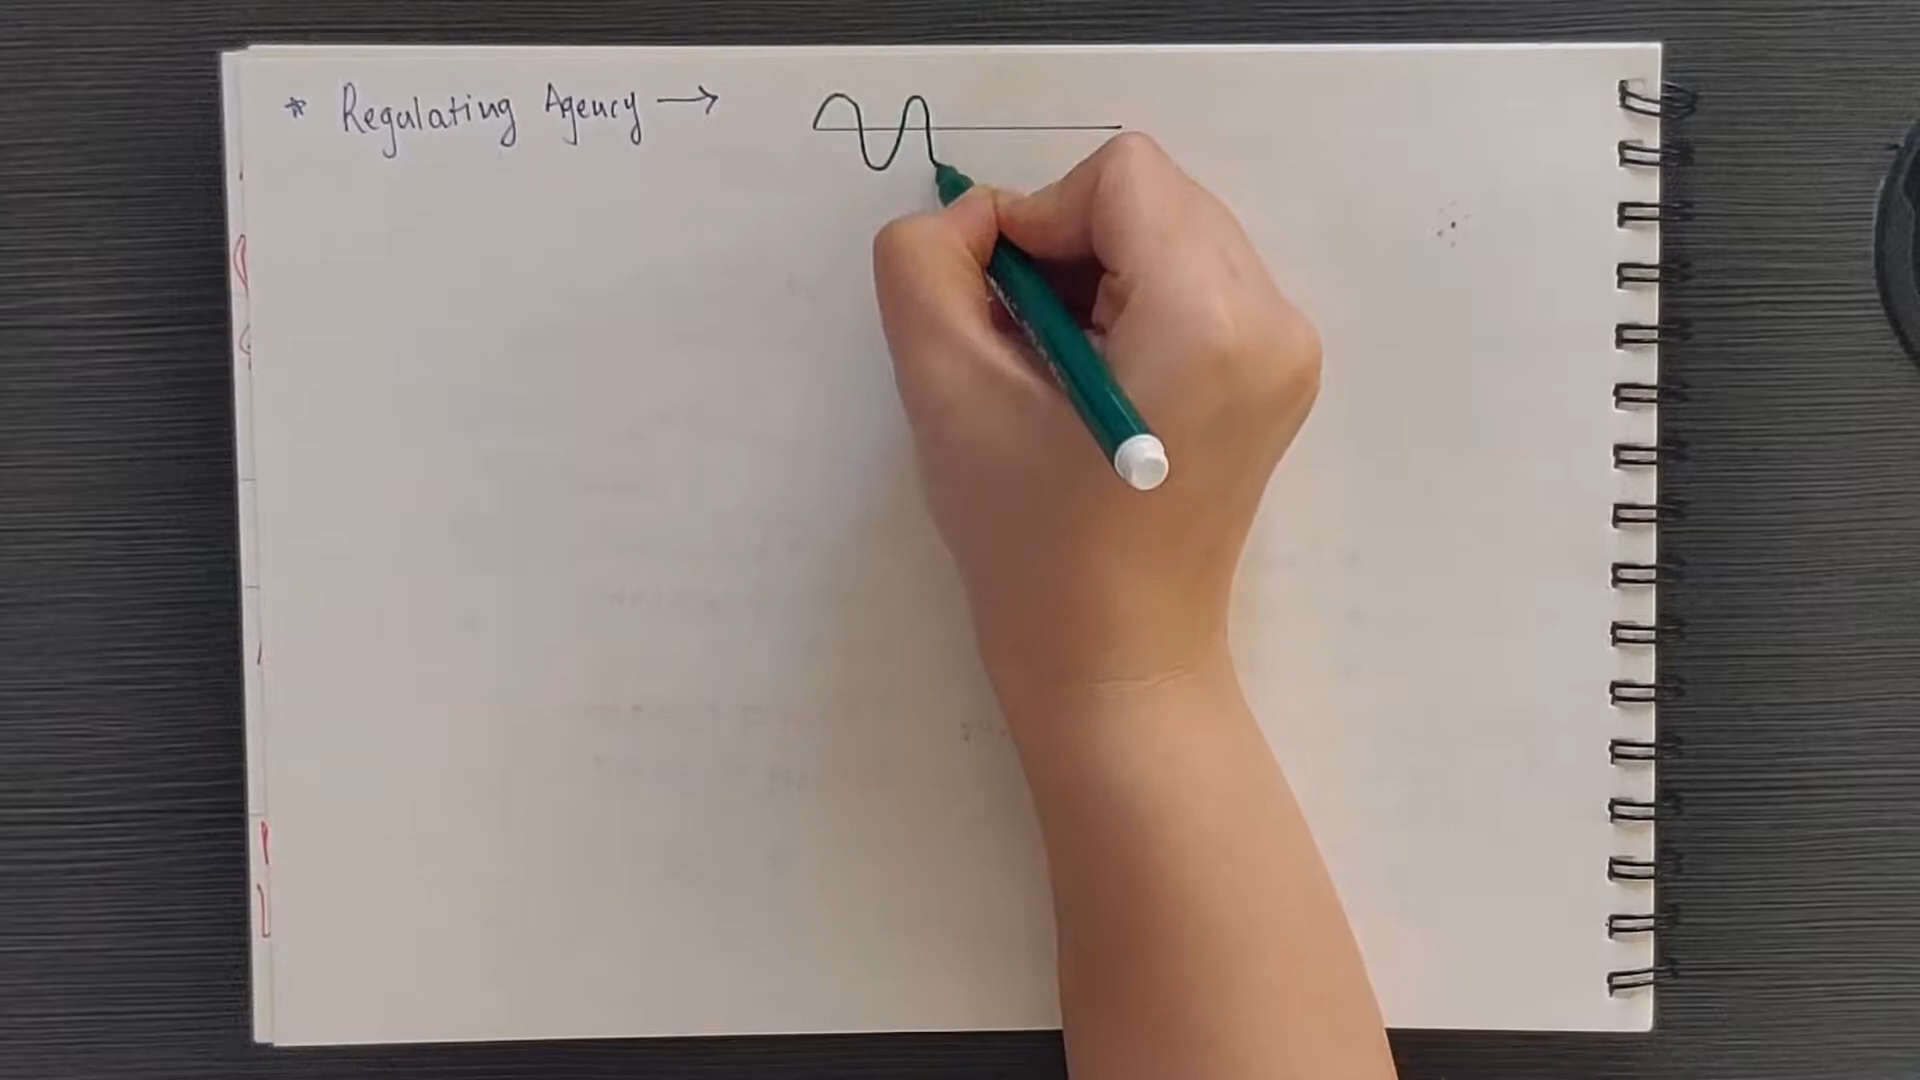 * Regulating Agency →